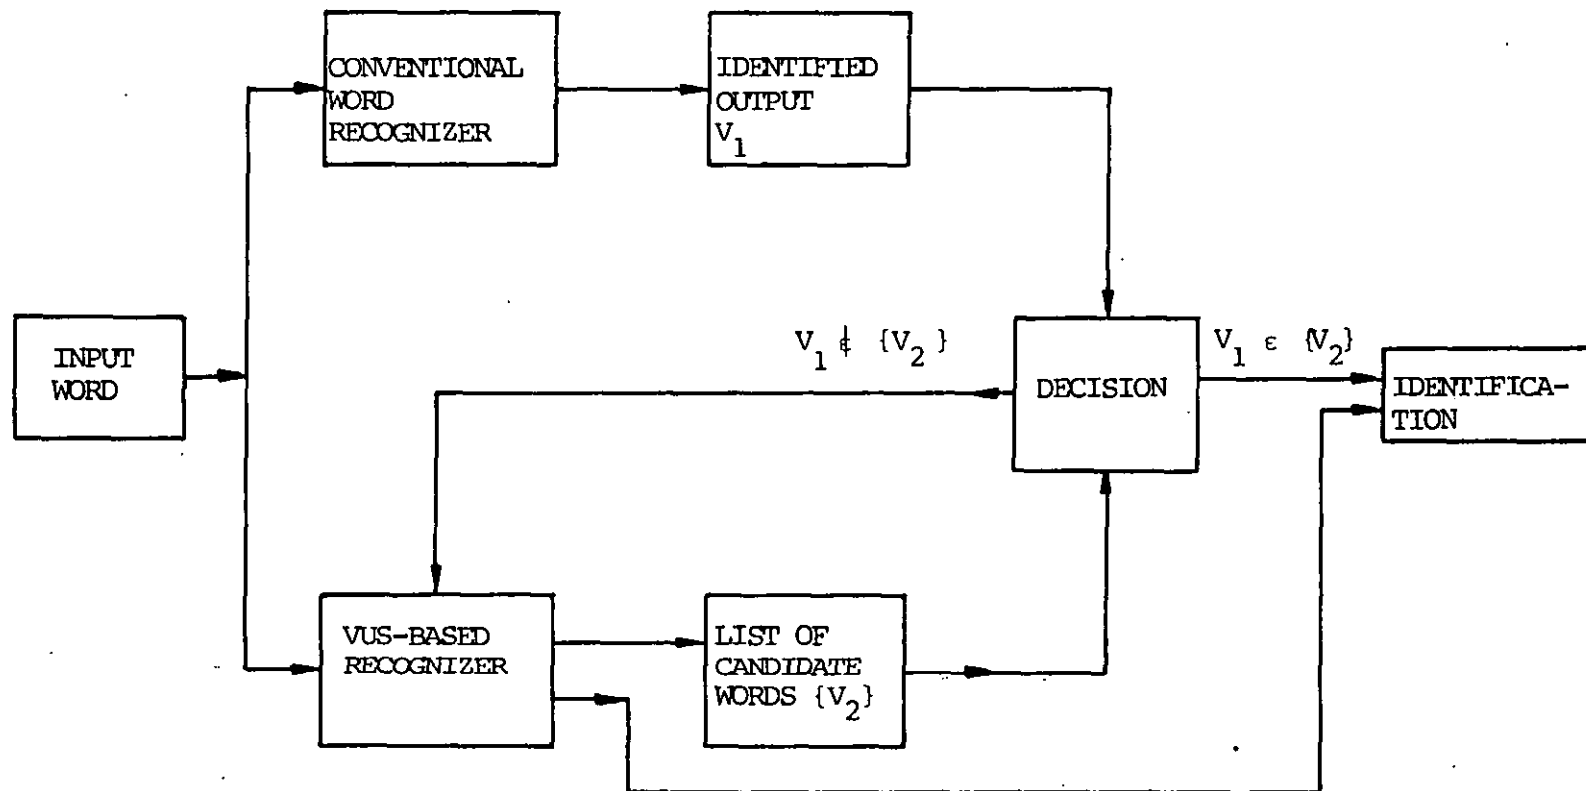 CONVENTIONAL
WORD
RECOGNIZER
IDENTIFIED
OUTPUT
V₁
INPUT
WORD
V₁ ∉ {V₂}
DECISION
V₁ ε {V₂}
IDENTIFICA-
TION
VUS-BASED
RECOGNIZER
LIST OF
CANDIDATE
WORDS {V₂}